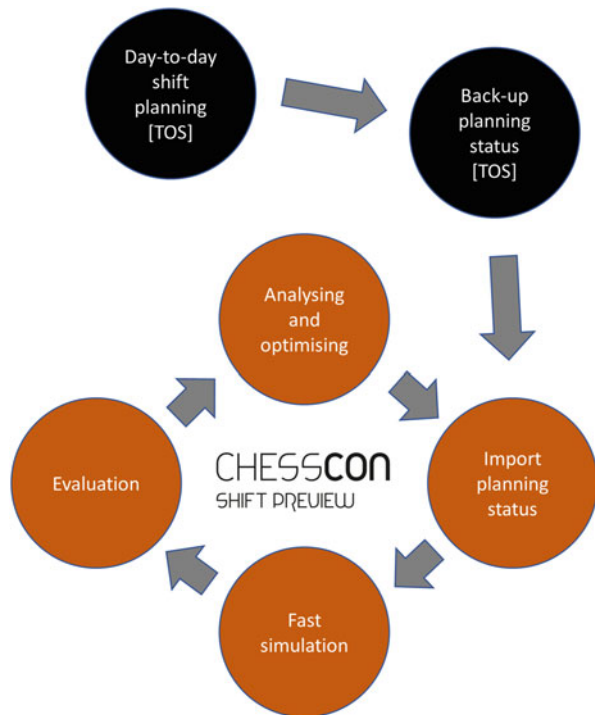 Day-to-day
shift
planning
[TOS]
Back-up
planning
status
[TOS]
Analysing
and
optimising
Import
planning
status
Fast
simulation
Evaluation
CHESSCON
SHIFT PREVIEW